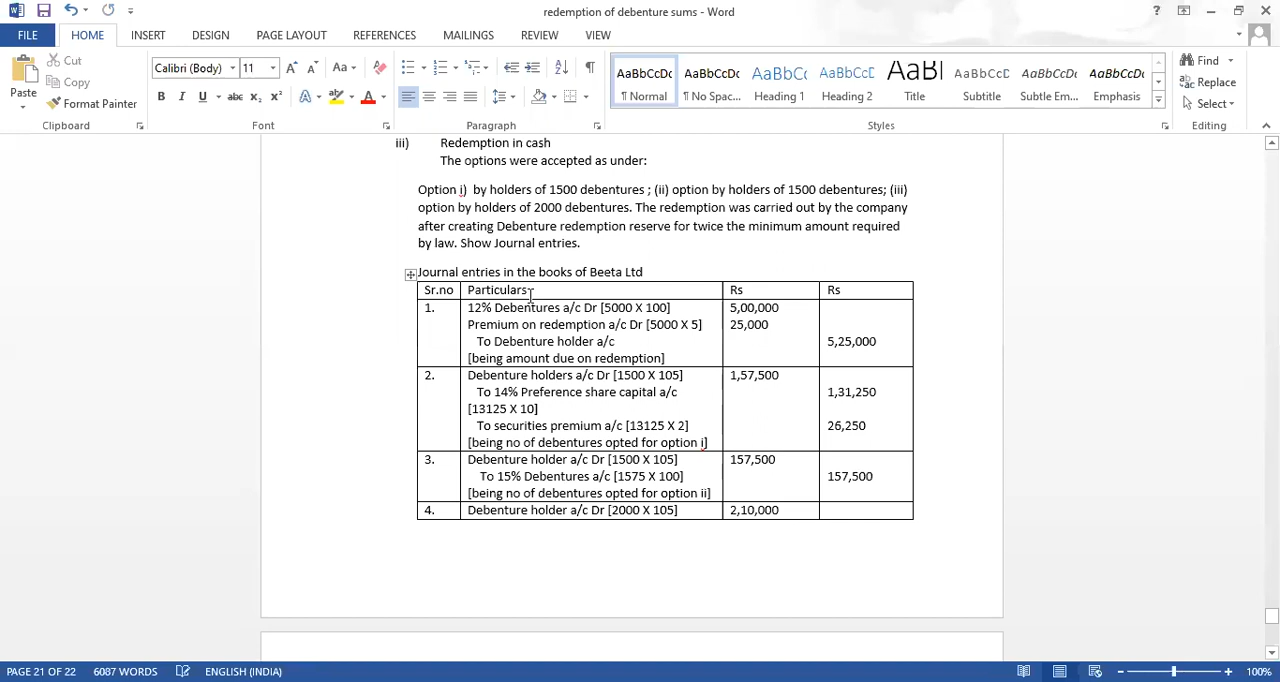 redemption of debenture sums - Word
FILE HOME INSERT DESIGN PAGE LAYOUT REFERENCES MAILINGS REVIEW VIEW
Paste Cut Copy Format Painter
Calibri (Body) 11
AaBbCcDc AaBbCcDc AaBbCc AaBbCcD AaBl AaBbCcD AaBbCcDc AaBbCcDc
¶ Normal ¶ No Spac... Heading 1 Heading 2 Title Subtitle Subtle Em... Emphasis
Find Replace Select
Clipboard Font Paragraph Styles Editing
iii) Redemption in cash
The options were accepted as under:
Option i) by holders of 1500 debentures ; (ii) option by holders of 1500 debentures; (iii)
option by holders of 2000 debentures. The redemption was carried out by the company
after creating Debenture redemption reserve for twice the minimum amount required
by law. Show Journal entries.
Journal entries in the books of Beeta Ltd
Sr.no Particulars Rs Rs
1. 12% Debentures a/c Dr [5000 X 100] 5,00,000
Premium on redemption a/c Dr [5000 X 5] 25,000
To Debenture holder a/c 5,25,000
[being amount due on redemption]
2. Debenture holders a/c Dr [1500 X 105] 1,57,500
To 14% Preference share capital a/c 1,31,250
[13125 X 10]
To securities premium a/c [13125 X 2] 26,250
[being no of debentures opted for option i]
3. Debenture holder a/c Dr [1500 X 105] 157,500
To 15% Debentures a/c [1575 X 100] 157,500
[being no of debentures opted for option ii]
4. Debenture holder a/c Dr [2000 X 105] 2,10,000
PAGE 21 OF 22 6087 WORDS ENGLISH (INDIA) 100%